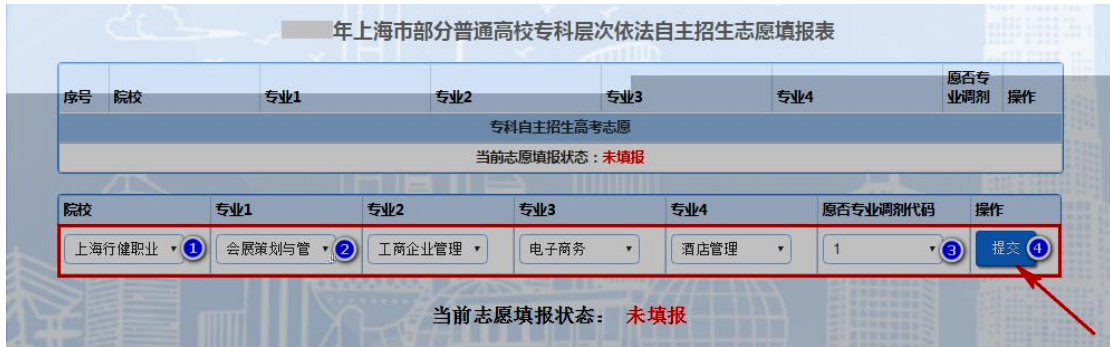 年上海市部分普通高校专科层次依法自主招生志愿填报表
序号 院校 专业1 专业2 专业3 专业4 愿否专业调剂 操作
专科自主招生高考志愿
当前志愿填报状态：未填报
院校 专业1 专业2 专业3 专业4 愿否专业调剂代码 操作
上海行健职业 1 会展策划与管 2 工商企业管理 电子商务 酒店管理 1 3 提交 4
当前志愿填报状态： 未填报